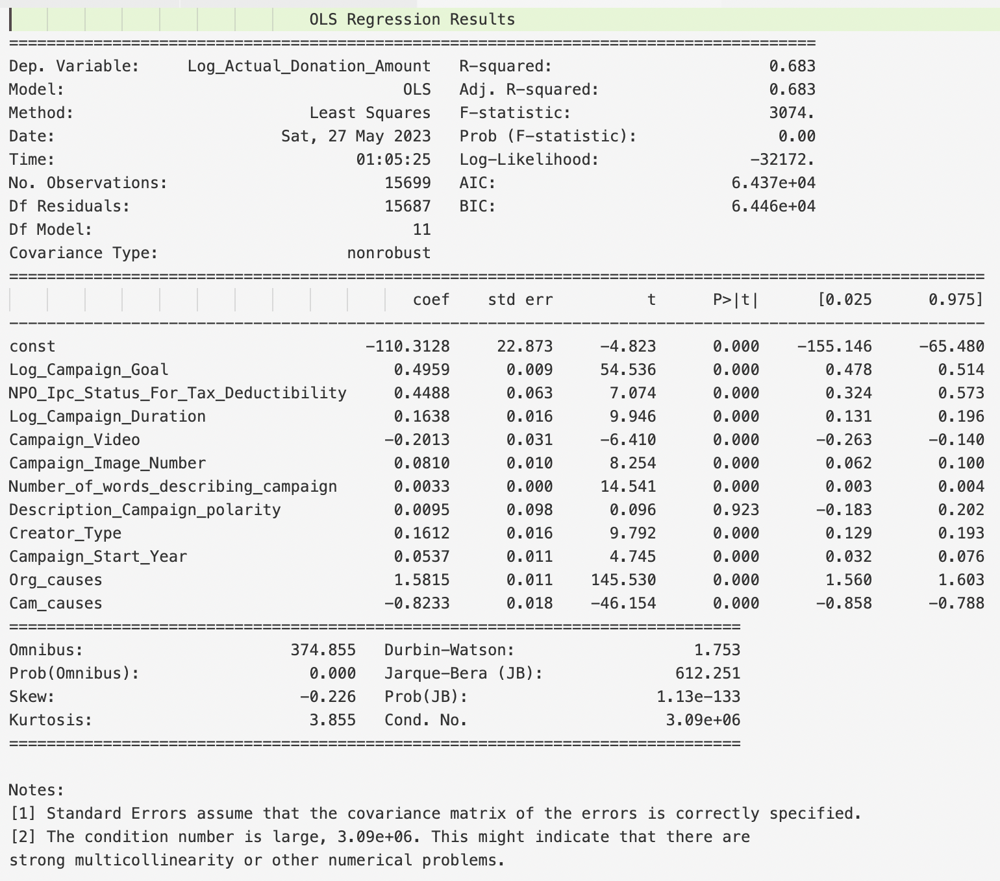 OLS Regression Results
==============================================================================
Dep. Variable: Log_Actual_Donation_Amount R-squared: 0.683
Model: OLS Adj. R-squared: 0.683
Method: Least Squares F-statistic: 3074.
Date: Sat, 27 May 2023 Prob (F-statistic): 0.00
Time: 01:05:25 Log-Likelihood: -32172.
No. Observations: 15699 AIC: 6.437e+04
Df Residuals: 15687 BIC: 6.446e+04
Df Model: 11
Covariance Type: nonrobust
==============================================================================
coef std err t P>|t| [0.025 0.975]
------------------------------------------------------------------------------
const -110.3128 22.873 -4.823 0.000 -155.146 -65.480
Log_Campaign_Goal 0.4959 0.009 54.536 0.000 0.478 0.514
NPO_Ipc_Status_For_Tax_Deductibility 0.4488 0.063 7.074 0.000 0.324 0.573
Log_Campaign_Duration 0.1638 0.016 9.946 0.000 0.131 0.196
Campaign_Video -0.2013 0.031 -6.410 0.000 -0.263 -0.140
Campaign_Image_Number 0.0810 0.010 8.254 0.000 0.062 0.100
Number_of_words_describing_campaign 0.0033 0.000 14.541 0.000 0.003 0.004
Description_Campaign_polarity 0.0095 0.098 0.096 0.923 -0.183 0.202
Creator_Type 0.1612 0.016 9.792 0.000 0.129 0.193
Campaign_Start_Year 0.0537 0.011 4.745 0.000 0.032 0.076
Org_causes 1.5815 0.011 145.530 0.000 1.560 1.603
Cam_causes -0.8233 0.018 -46.154 0.000 -0.858 -0.788
==============================================================================
Omnibus: 374.855 Durbin-Watson: 1.753
Prob(Omnibus): 0.000 Jarque-Bera (JB): 612.251
Skew: -0.226 Prob(JB): 1.13e-133
Kurtosis: 3.855 Cond. No. 3.09e+06
==============================================================================
Notes:
[1] Standard Errors assume that the covariance matrix of the errors is correctly specified.
[2] The condition number is large, 3.09e+06. This might indicate that there are
strong multicollinearity or other numerical problems.